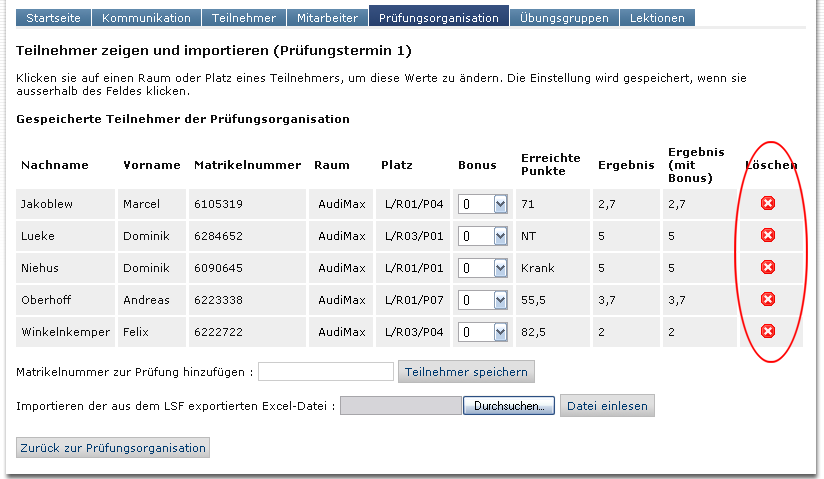 Startseite Kommunikation Teilnehmer Mitarbeiter Prüfungsorganisation Übungsgruppen Lektionen
Teilnehmer zeigen und importieren (Prüfungstermin 1)
Klicken sie auf einen Raum oder Platz eines Teilnehmers, um diese Werte zu ändern. Die Einstellung wird gespeichert, wenn sie
ausserhalb des Feldes klicken.
Gespeicherte Teilnehmer der Prüfungsorganisation
Nachname Vorname Matrikelnummer Raum Platz Bonus Erreichte Punkte Ergebnis Ergebnis (mit Bonus) Löschen
Jakoblew Marcel 6105319 AudiMax L/R01/P04 0 71 2,7 2,7
Lueke Dominik 6284652 AudiMax L/R03/P01 0 NT 5 5
Niehus Dominik 6090645 AudiMax L/R01/P01 0 Krank 5 5
Oberhoff Andreas 6223338 AudiMax L/R01/P07 0 55,5 3,7 3,7
Winkelnkemper Felix 6222722 AudiMax L/R03/P04 0 82,5 2 2
Matrikelnummer zur Prüfung hinzufügen : Teilnehmer speichern
Importieren der aus dem LSF exportierten Excel-Datei : Durchsuchen... Datei einlesen
Zurück zur Prüfungsorganisation